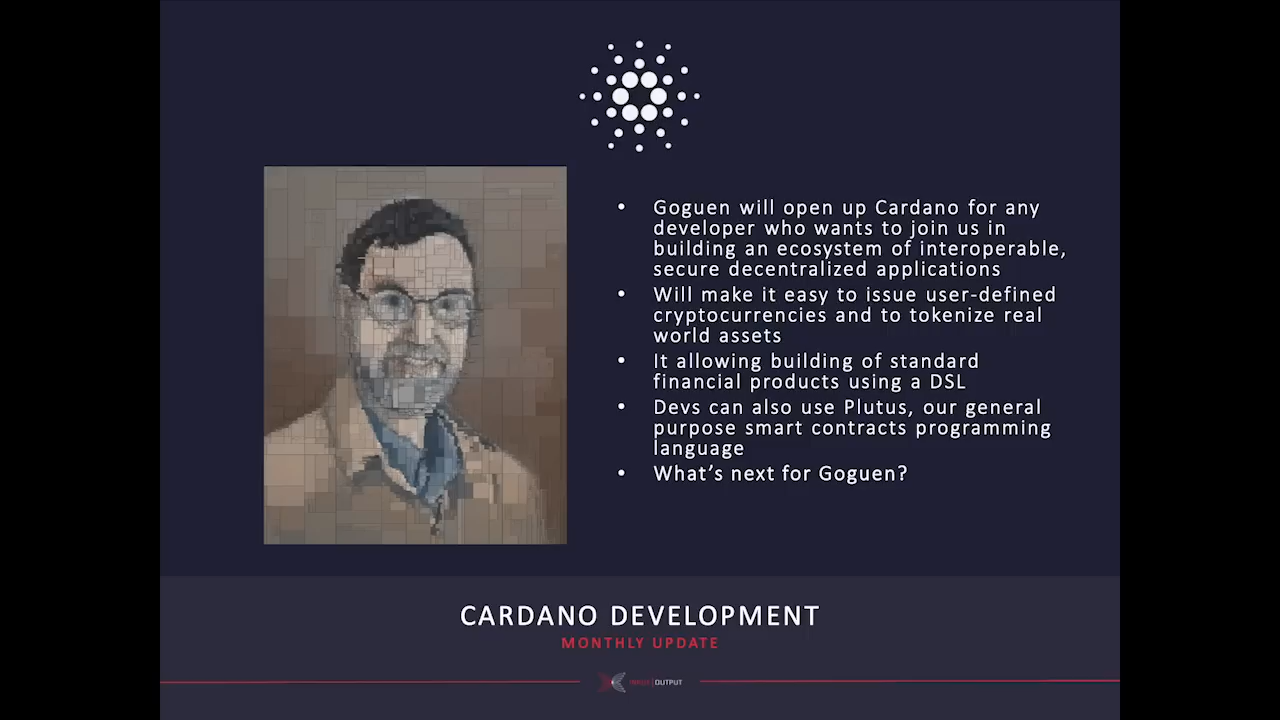 • Goguen will open up Cardano for any
developer who wants to join us in
building an ecosystem of interoperable,
secure decentralized applications
• Will make it easy to issue user-defined
cryptocurrencies and to tokenize real
world assets
• It allowing building of standard
financial products using a DSL
• Devs can also use Plutus, our general
purpose smart contracts programming
language
• What's next for Goguen?
CARDANO DEVELOPMENT
MONTHLY UPDATE
OUTPUT